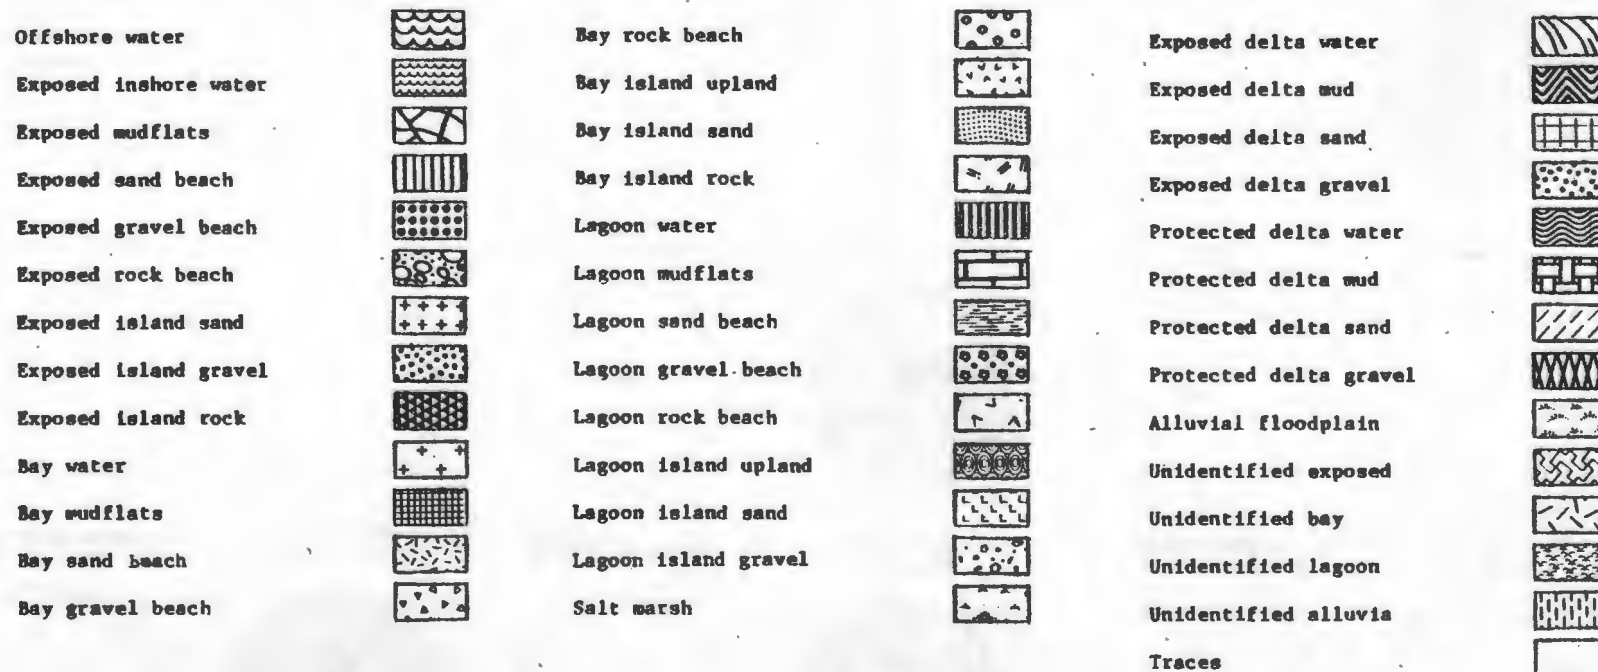 Offshore water
Exposed inshore water
Exposed mudflats
Exposed sand beach
Exposed gravel beach
Exposed rock beach
Exposed island sand
Exposed island gravel
Exposed island rock
Bay water
Bay mudflats
Bay sand beach
Bay gravel beach
Bay rock beach
Bay island upland
Bay island sand
Bay island rock
Lagoon water
Lagoon mudflats
Lagoon sand beach
Lagoon gravel beach
Lagoon rock beach
Lagoon island upland
Lagoon island sand
Lagoon island gravel
Salt marsh
Exposed delta water
Exposed delta mud
Exposed delta sand
Exposed delta gravel
Protected delta water
Protected delta mud
Protected delta sand
Protected delta gravel
Alluvial floodplain
Unidentified exposed
Unidentified bay
Unidentified lagoon
Unidentified alluvia
Traces